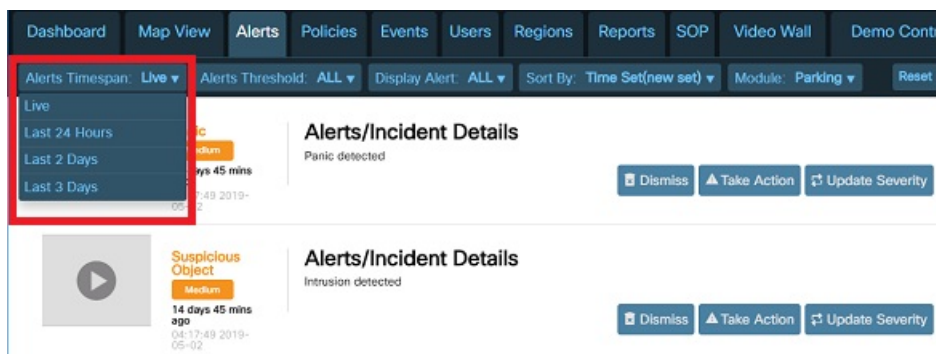 Dashboard Map View Alerts Policies Events Users Regions Reports SOP Video Wall Demo Contr
Alerts Timespan: Live ▾ Alerts Threshold: ALL ▾ Display Alert: ALL ▾ Sort By: Time Set(new set) ▾ Module: Parking ▾ Reset
Live
Last 24 Hours
Last 2 Days
Last 3 Days
Alerts/Incident Details
Panic detected
45 mins
2019-
Dismiss Take Action Update Severity
Suspicious
Object
Medium
14 days 45 mins
ago
04:17:49 2019-
05-02
Alerts/Incident Details
Intrusion detected
Dismiss Take Action Update Severity